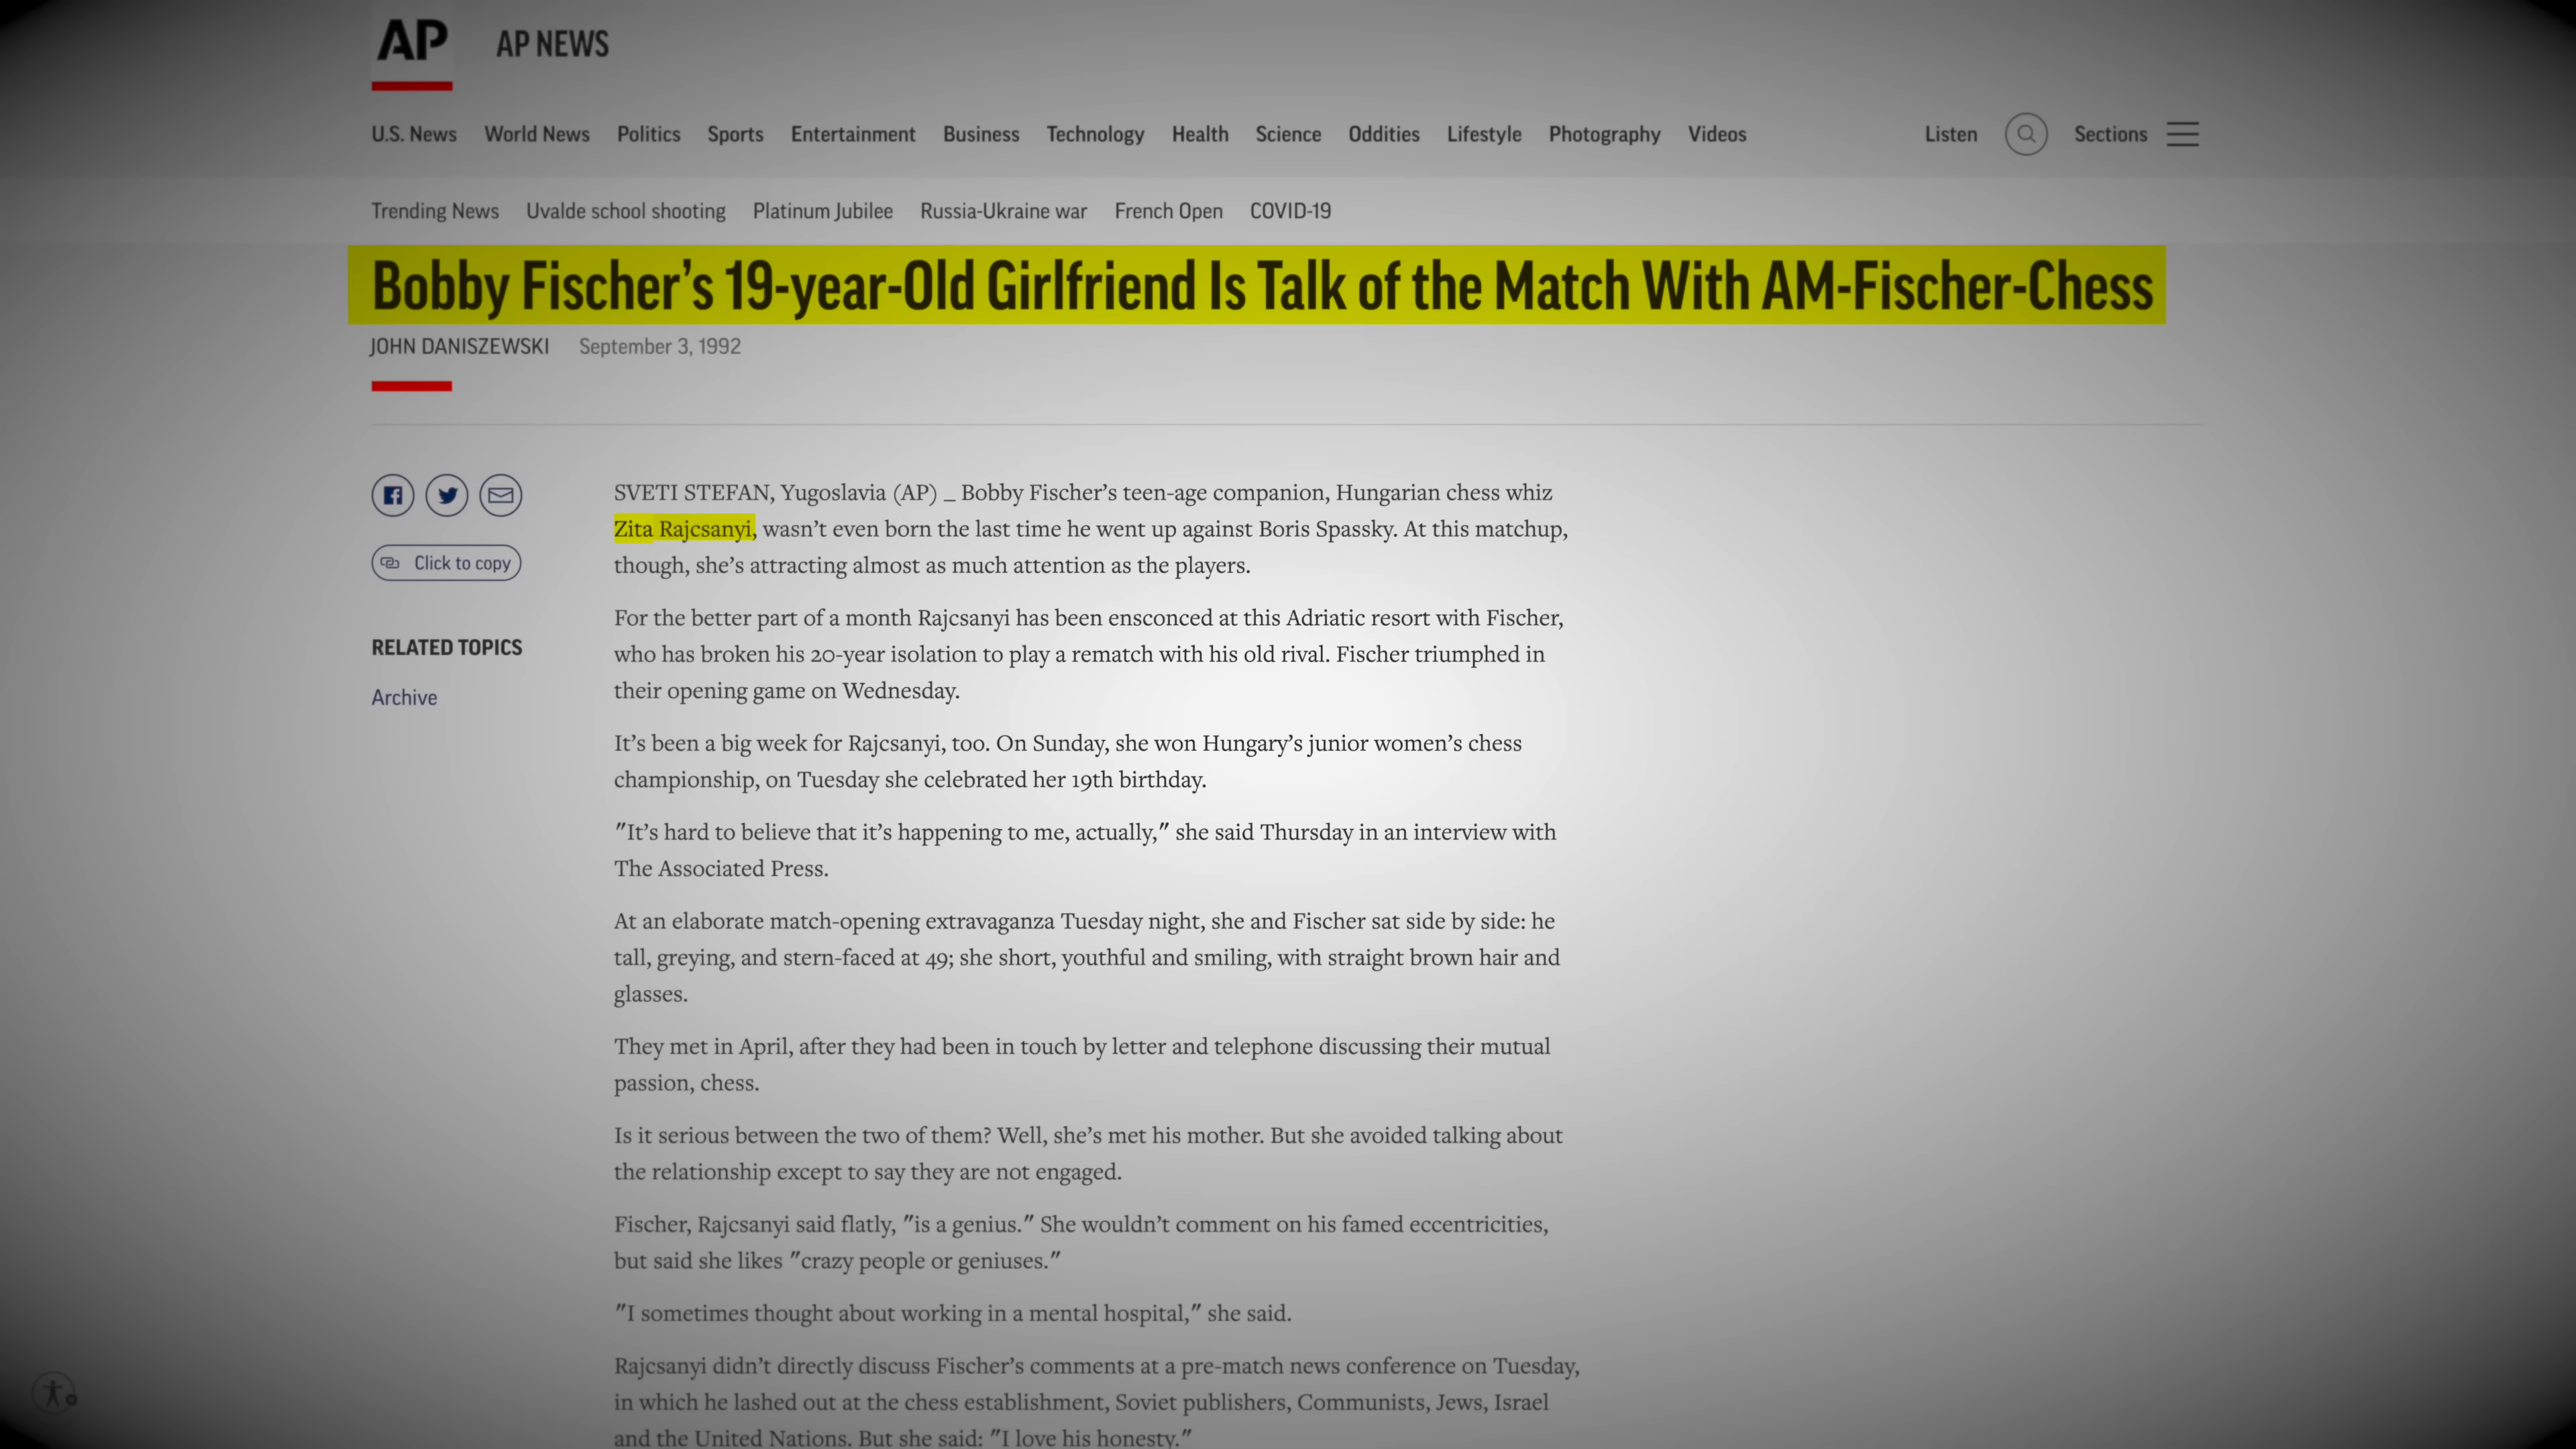 AP AP NEWS
U.S. News World News Politics Sports Entertainment Business Technology Health Science Oddities Lifestyle Photography Videos Listen Sections
Trending News Uvalde school shooting Platinum Jubilee Russia-Ukraine war French Open COVID-19
Bobby Fischer’s 19-year-Old Girlfriend Is Talk of the Match With AM-Fischer-Chess
JOHN DANISZEWSKI September 3, 1992
Click to copy
RELATED TOPICS
Archive
SVETI STEFAN, Yugoslavia (AP) _ Bobby Fischer’s teen-age companion, Hungarian chess whiz
Zita Rajcsanyi, wasn’t even born the last time he went up against Boris Spassky. At this matchup,
though, she’s attracting almost as much attention as the players.
For the better part of a month Rajcsanyi has been ensconced at this Adriatic resort with Fischer,
who has broken his 20-year isolation to play a rematch with his old rival. Fischer triumphed in
their opening game on Wednesday.
It’s been a big week for Rajcsanyi, too. On Sunday, she won Hungary’s junior women’s chess
championship, on Tuesday she celebrated her 19th birthday.
"It’s hard to believe that it’s happening to me, actually," she said Thursday in an interview with
The Associated Press.
At an elaborate match-opening extravaganza Tuesday night, she and Fischer sat side by side: he
tall, greying, and stern-faced at 49; she short, youthful and smiling, with straight brown hair and
glasses.
They met in April, after they had been in touch by letter and telephone discussing their mutual
passion, chess.
Is it serious between the two of them? Well, she’s met his mother. But she avoided talking about
the relationship except to say they are not engaged.
Fischer, Rajcsanyi said flatly, "is a genius." She wouldn’t comment on his famed eccentricities,
but said she likes "crazy people or geniuses."
"I sometimes thought about working in a mental hospital," she said.
Rajcsanyi didn’t directly discuss Fischer’s comments at a pre-match news conference on Tuesday,
in which he lashed out at the chess establishment, Soviet publishers, Communists, Jews, Israel
and the United Nations. But she said: "I love his honesty."